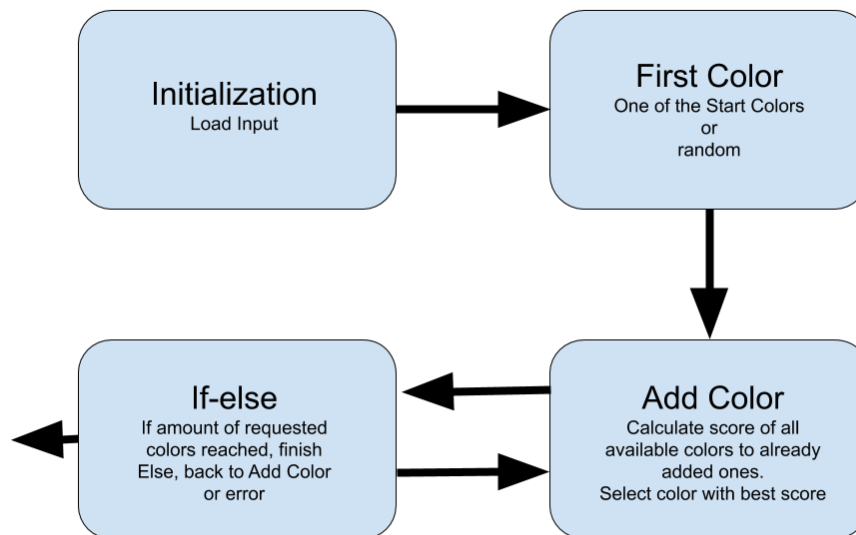 Initialization
Load Input
First Color
One of the Start Colors
or
random
If-else
If amount of requested
colors reached, finish
Else, back to Add Color
or error
Add Color
Calculate score of all
available colors to already
added ones.
Select color with best score